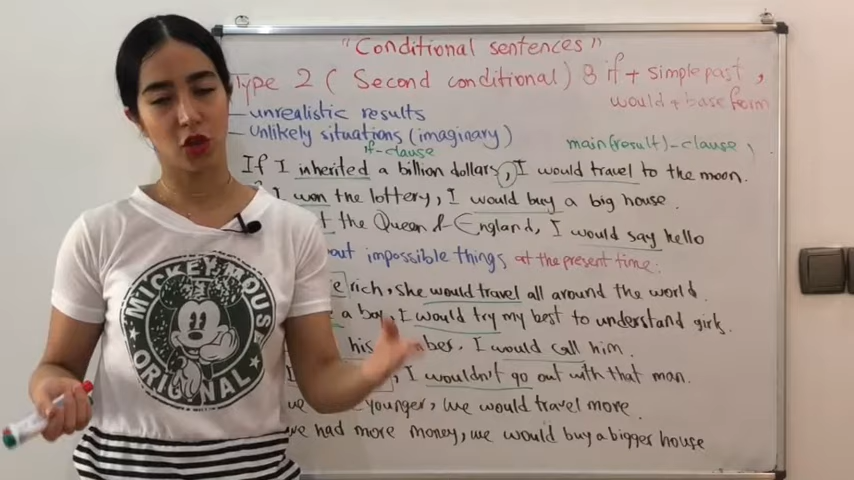 "Conditional sentences"
Type 2 (Second conditional) : if + simple past,
would + base form
– unrealistic results
– unlikely situations (imaginary)
if-clause main(result)-clause
If I inherited a billion dollars, I would travel to the moon.
I won the lottery, I would buy a big house.
the Queen of England, I would say hello
impossible things at the present time:
rich, she would travel all around the world.
a boy, I would try my best to understand girls.
his I would call him.
, I wouldn't go out with that man.
younger, we would travel more.
we had more money, we would buy a bigger house
MICKEY MOUSE
ORIGINAL